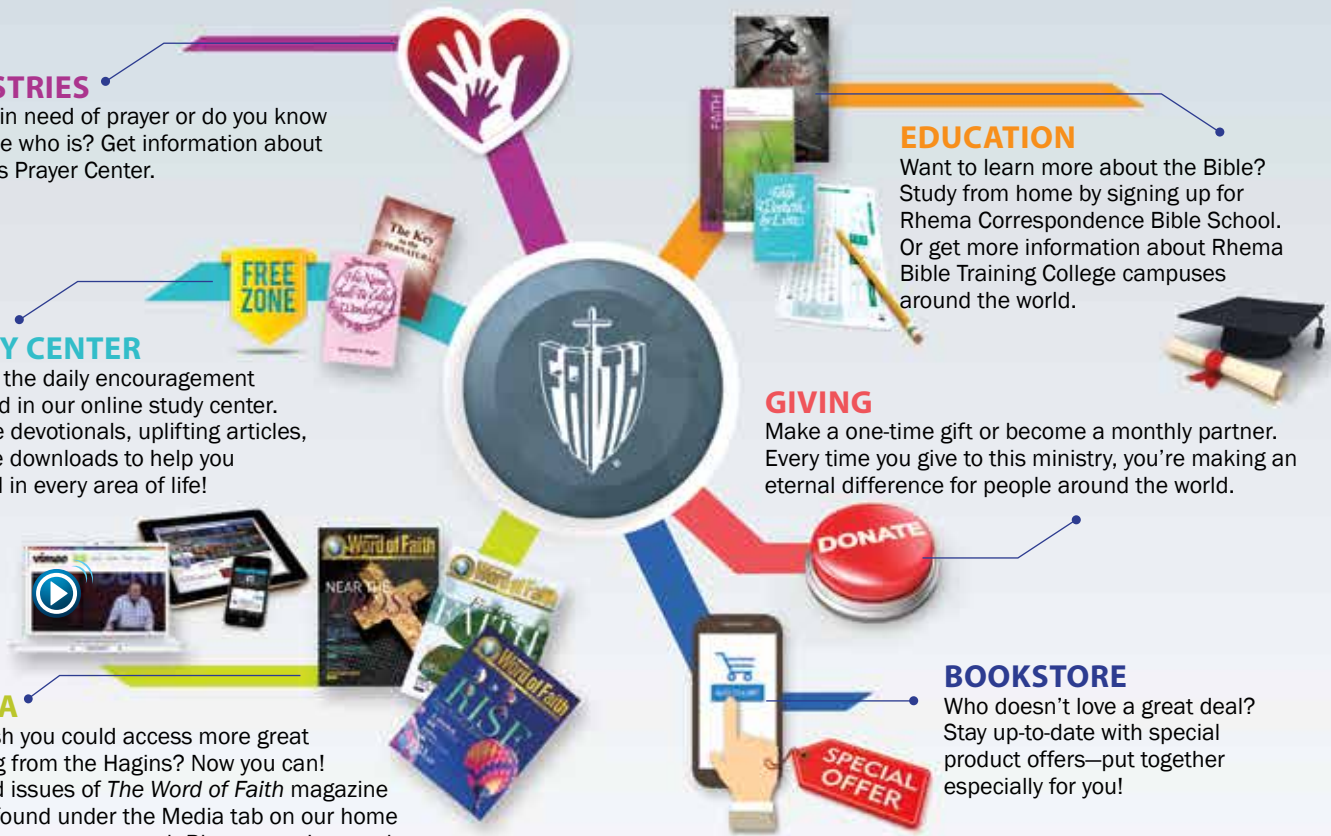 STRIES
in need of prayer or do you know
e who is? Get information about
s Prayer Center.
FREE
ZONE
The Key
to the
SUPERNATURAL
Y CENTER
the daily encouragement
d in our online study center.
e devotionals, uplifting articles,
e downloads to help you
l in every area of life!
vimeo
Word of Faith
NEAR THE
CROSS
Word of Faith
FAITH
Word of Faith
RISE
A
sh you could access more great
g from the Hagins? Now you can!
d issues of The Word of Faith magazine
found under the Media tab on our home
FAITH
FAITH
EDUCATION
Want to learn more about the Bible?
Study from home by signing up for
Rhema Correspondence Bible School.
Or get more information about Rhema
Bible Training College campuses
around the world.
GIVING
Make a one-time gift or become a monthly partner.
Every time you give to this ministry, you’re making an
eternal difference for people around the world.
DONATE
BOOKSTORE
Who doesn’t love a great deal?
Stay up-to-date with special
product offers—put together
especially for you!
SPECIAL
OFFER